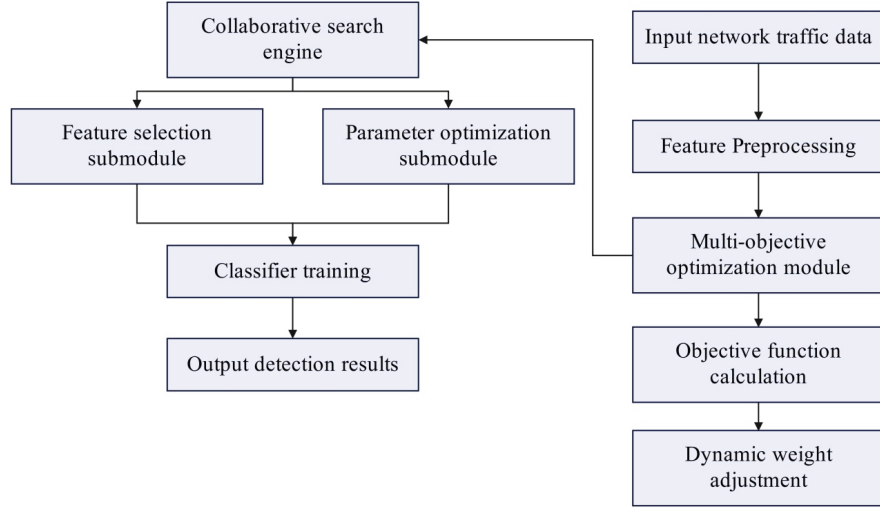 Collaborative search
engine
Feature selection
submodule
Parameter optimization
submodule
Classifier training
Output detection results
Input network traffic data
Feature Preprocessing
Multi-objective
optimization module
Objective function
calculation
Dynamic weight
adjustment